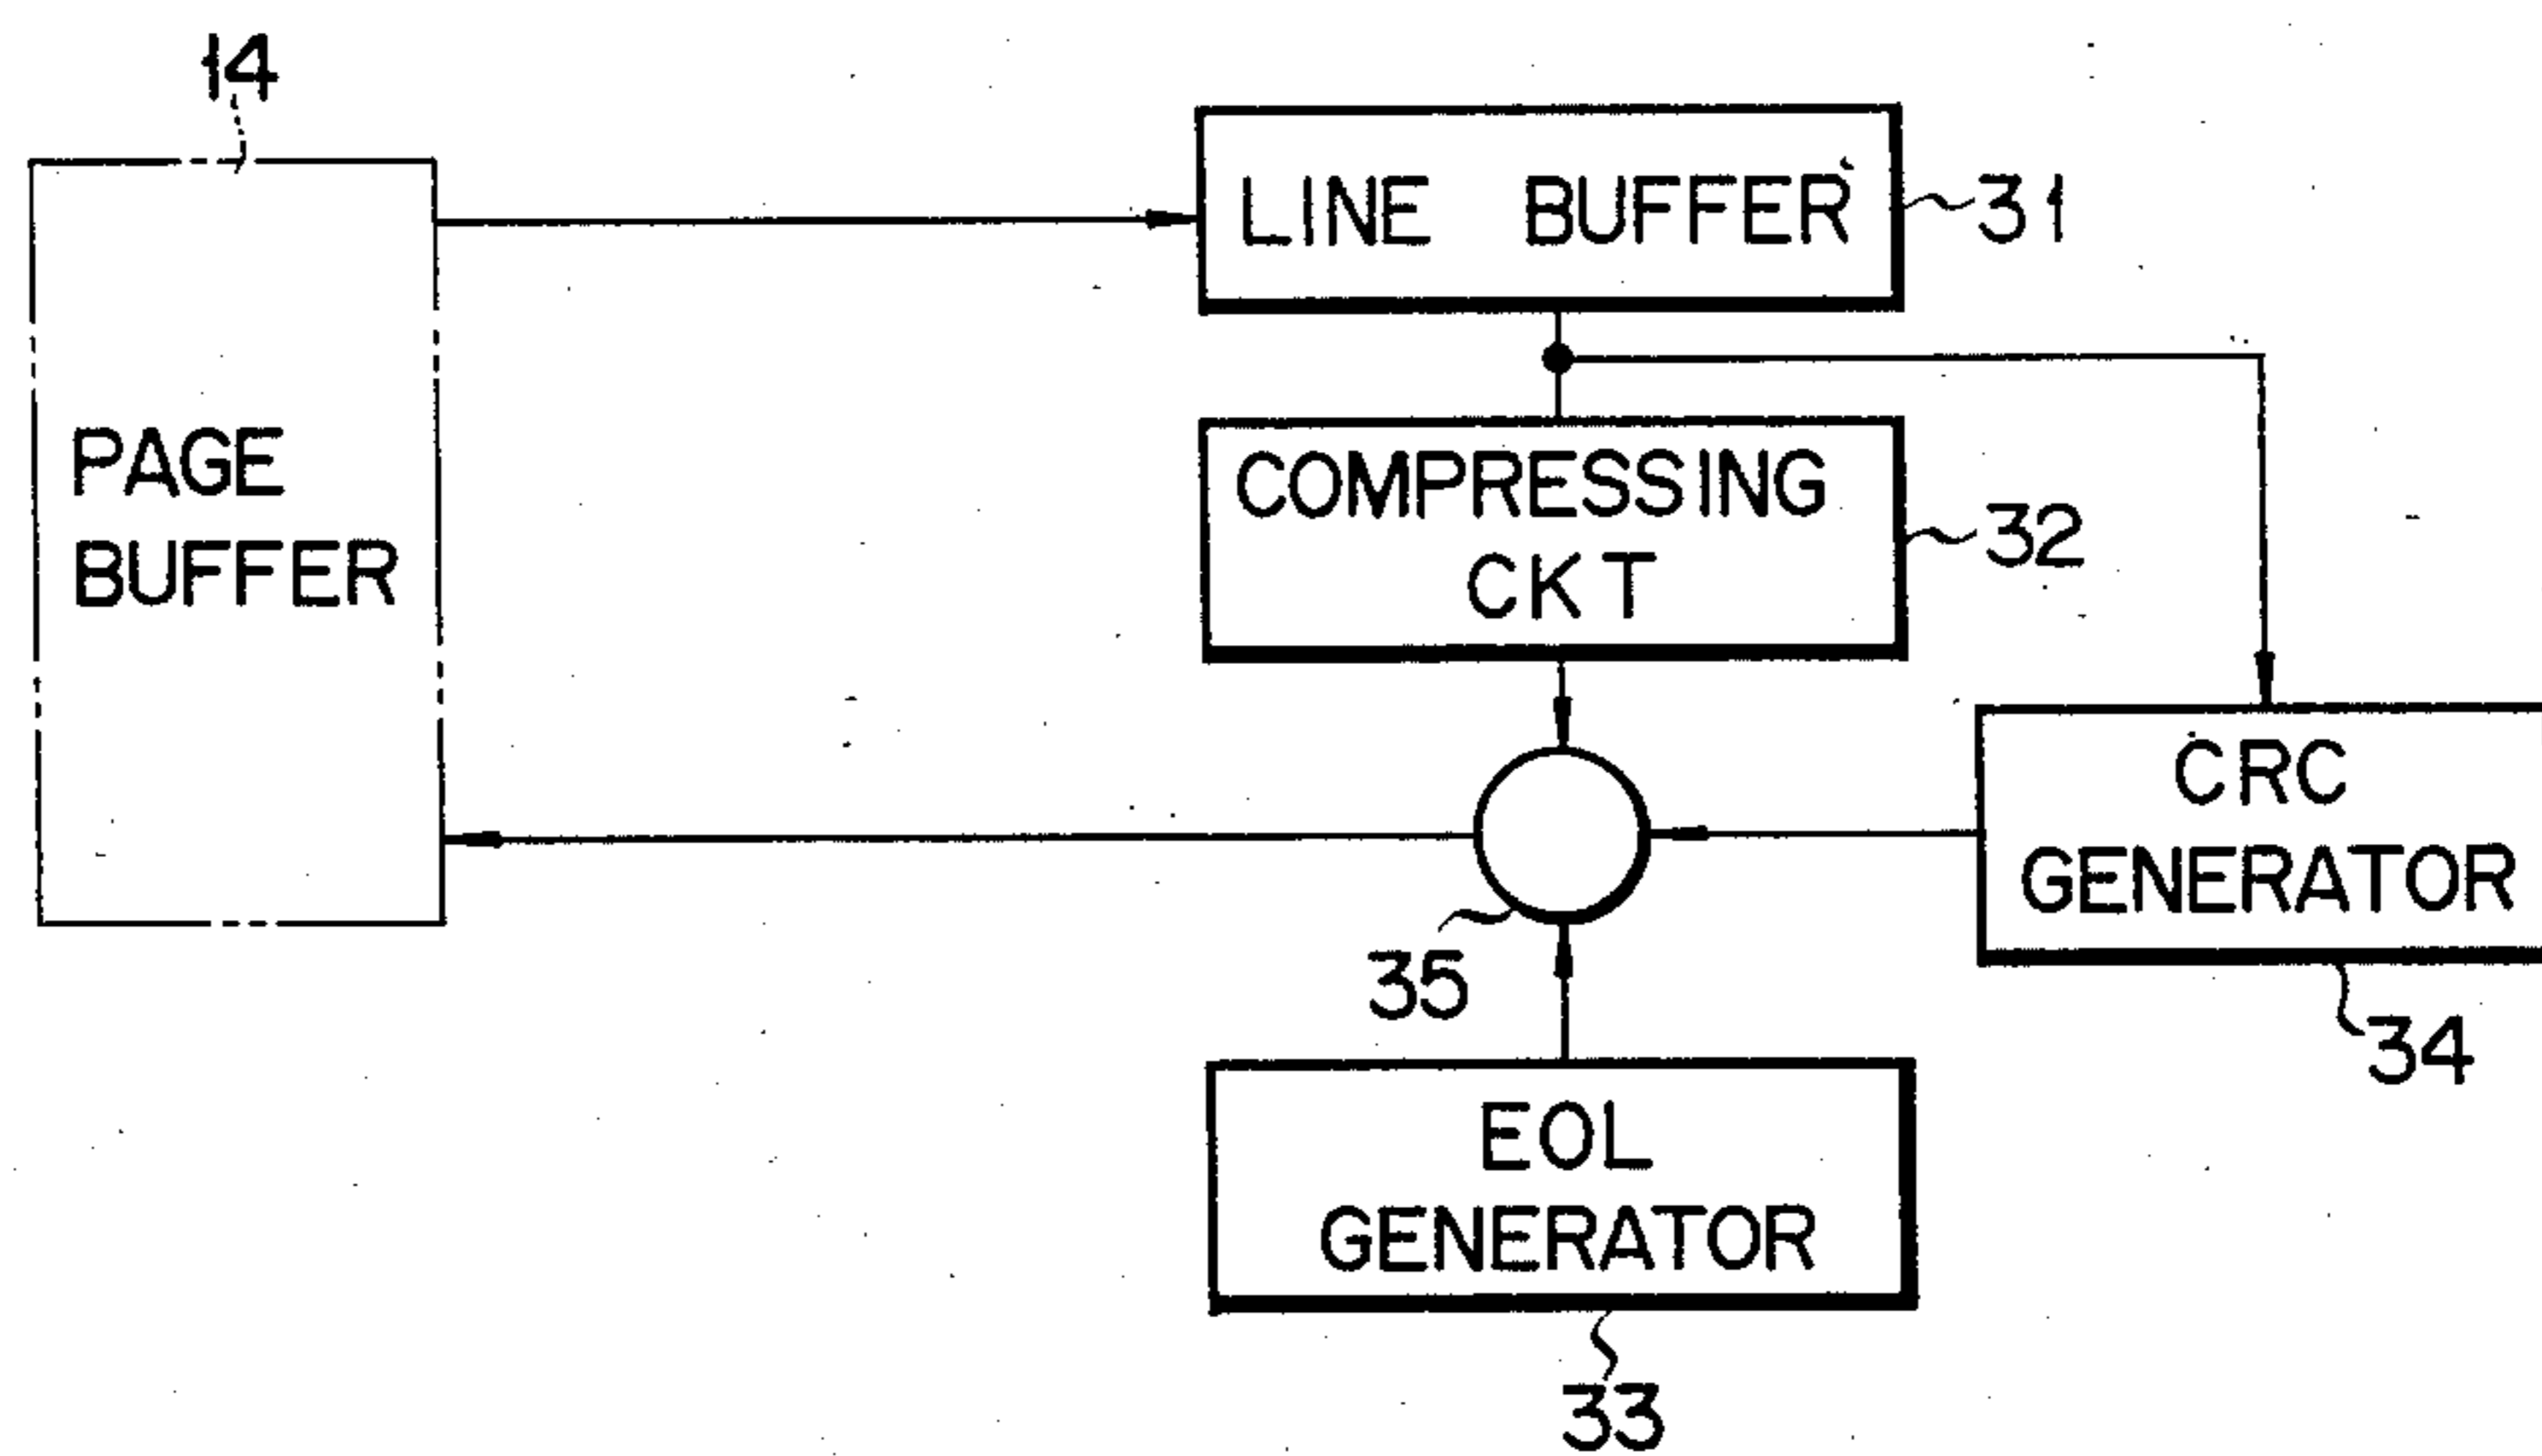 14
PAGE
BUFFER
LINE BUFFER
31
COMPRESSING
CKT
32
CRC
GENERATOR
34
35
EOL
GENERATOR
33